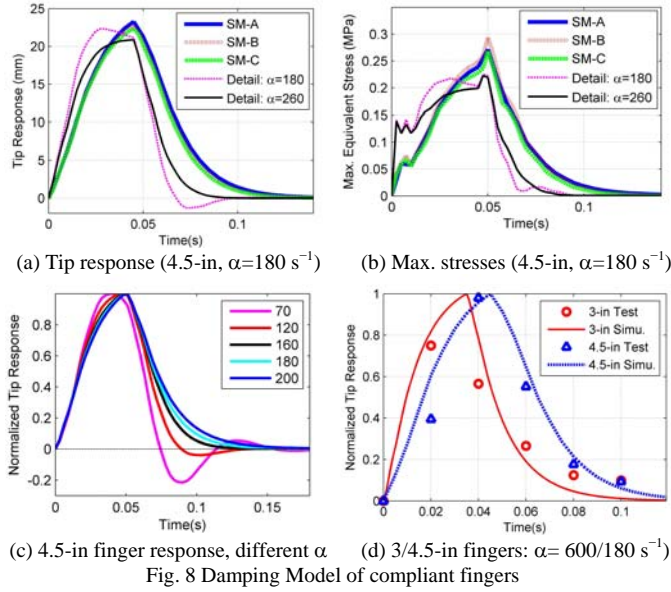 25
20
15
10
5
0
Tip Response (mm)
SM-A
SM-B
SM-C
Detail: α=180
Detail: α=260
0 0.05 0.1
Time(s)
0.3
0.25
0.2
0.15
0.1
0.05
0
Max. Equivalent Stress (MPa)
SM-A
SM-B
SM-C
Detail: α=180
Detail: α=260
0 0.05 0.1
Time(s)
(a) Tip response (4.5-in, α=180 s⁻¹)
(b) Max. stresses (4.5-in, α=180 s⁻¹)
0.8
0.6
0.4
0.2
0
-0.2
Normalized Tip Response
70
120
160
180
200
0 0.05 0.1 0.15
Time(s)
1
0.8
0.6
0.4
0.2
0
Normalized Tip Response
3-in Test
3-in Simu.
4.5-in Test
4.5-in Simu.
0 0.02 0.04 0.06 0.08 0.1
Time(s)
(c) 4.5-in finger response, different α
(d) 3/4.5-in fingers: α= 600/180 s⁻¹)
Fig. 8 Damping Model of compliant fingers